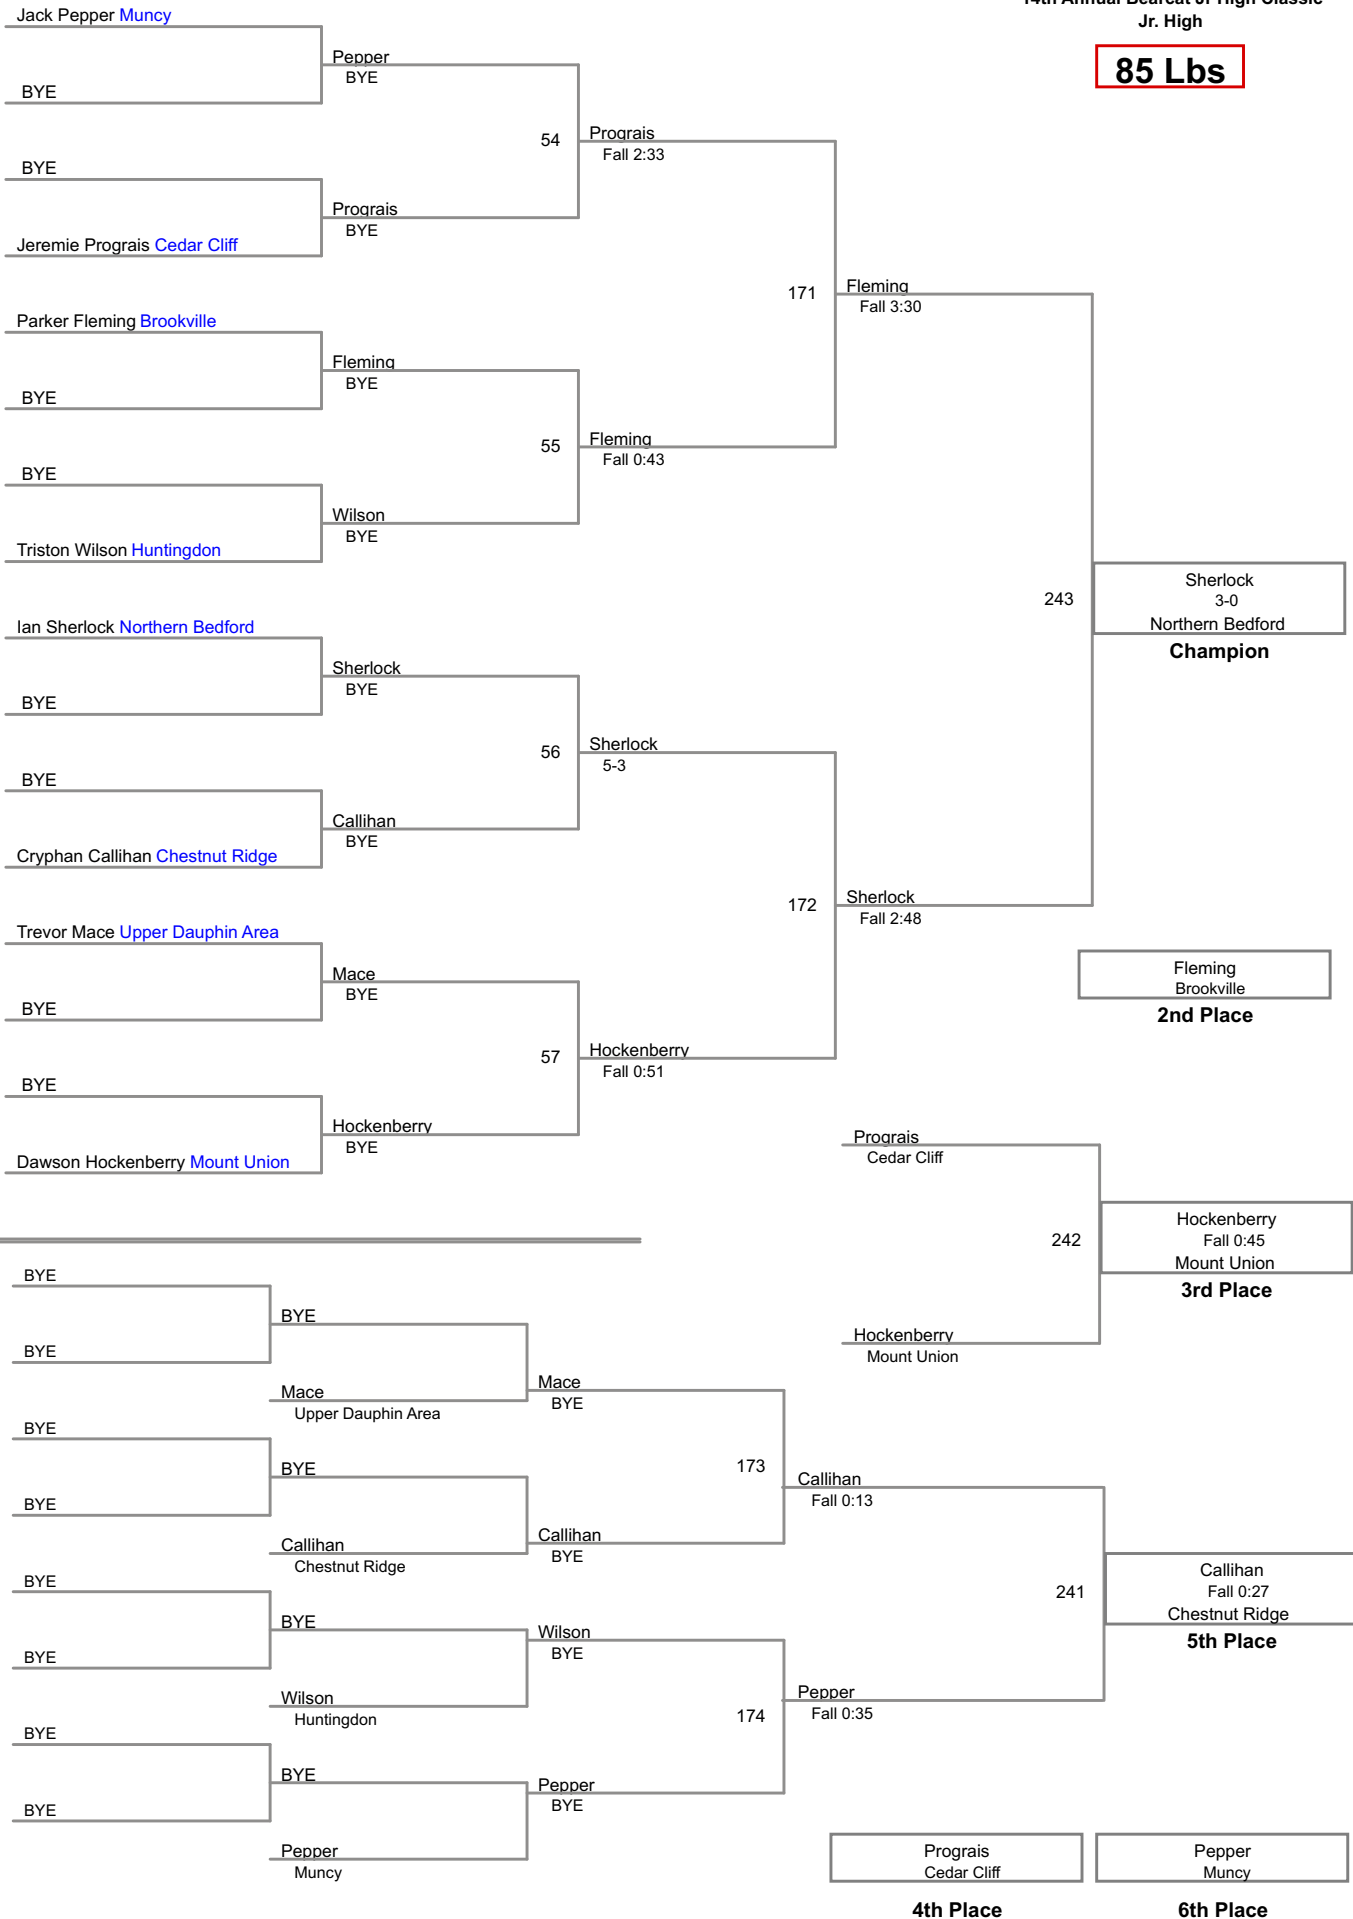 14th Annual Bearcat Jr High Classic
Jr. High
85 Lbs
Jack Pepper Muncy
BYE
BYE
Jeremie Prograis Cedar Cliff
Parker Fleming Brookville
BYE
BYE
Triston Wilson Huntingdon
Ian Sherlock Northern Bedford
BYE
BYE
Cryphan Callihan Chestnut Ridge
Trevor Mace Upper Dauphin Area
BYE
BYE
Dawson Hockenberry Mount Union
Pepper
BYE
Prograis
BYE
Fleming
BYE
Wilson
BYE
Sherlock
BYE
Callihan
BYE
Mace
BYE
Hockenberry
BYE
54
Prograis
Fall 2:33
55
Fleming
Fall 0:43
56
Sherlock
5-3
57
Hockenberry
Fall 0:51
171
Fleming
Fall 3:30
172
Sherlock
Fall 2:48
243
Sherlock
3-0
Northern Bedford
Champion
Fleming
Brookville
2nd Place
Prograis
Cedar Cliff
Hockenberry
Mount Union
242
Hockenberry
Fall 0:45
Mount Union
3rd Place
BYE
BYE
BYE
BYE
BYE
BYE
BYE
BYE
BYE
Mace
Upper Dauphin Area
BYE
Callihan
Chestnut Ridge
BYE
Wilson
Huntingdon
BYE
Pepper
Muncy
Mace
BYE
Callihan
BYE
Wilson
BYE
Pepper
BYE
173
Callihan
Fall 0:13
174
Pepper
Fall 0:35
241
Callihan
Fall 0:27
Chestnut Ridge
5th Place
Prograis
Cedar Cliff
4th Place
Pepper
Muncy
6th Place